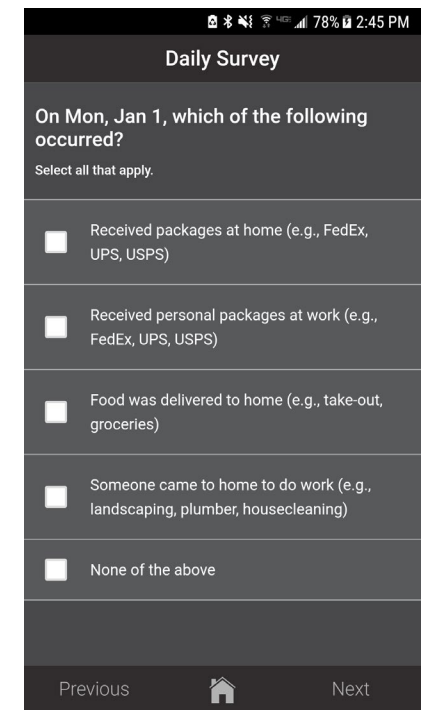 4G 78% 2:45 PM
Daily Survey
On Mon, Jan 1, which of the following
occurred?
Select all that apply.
Received packages at home (e.g., FedEx,
UPS, USPS)
Received personal packages at work (e.g.,
FedEx, UPS, USPS)
Food was delivered to home (e.g., take-out,
groceries)
Someone came to home to do work (e.g.,
landscaping, plumber, housecleaning)
None of the above
Previous Next